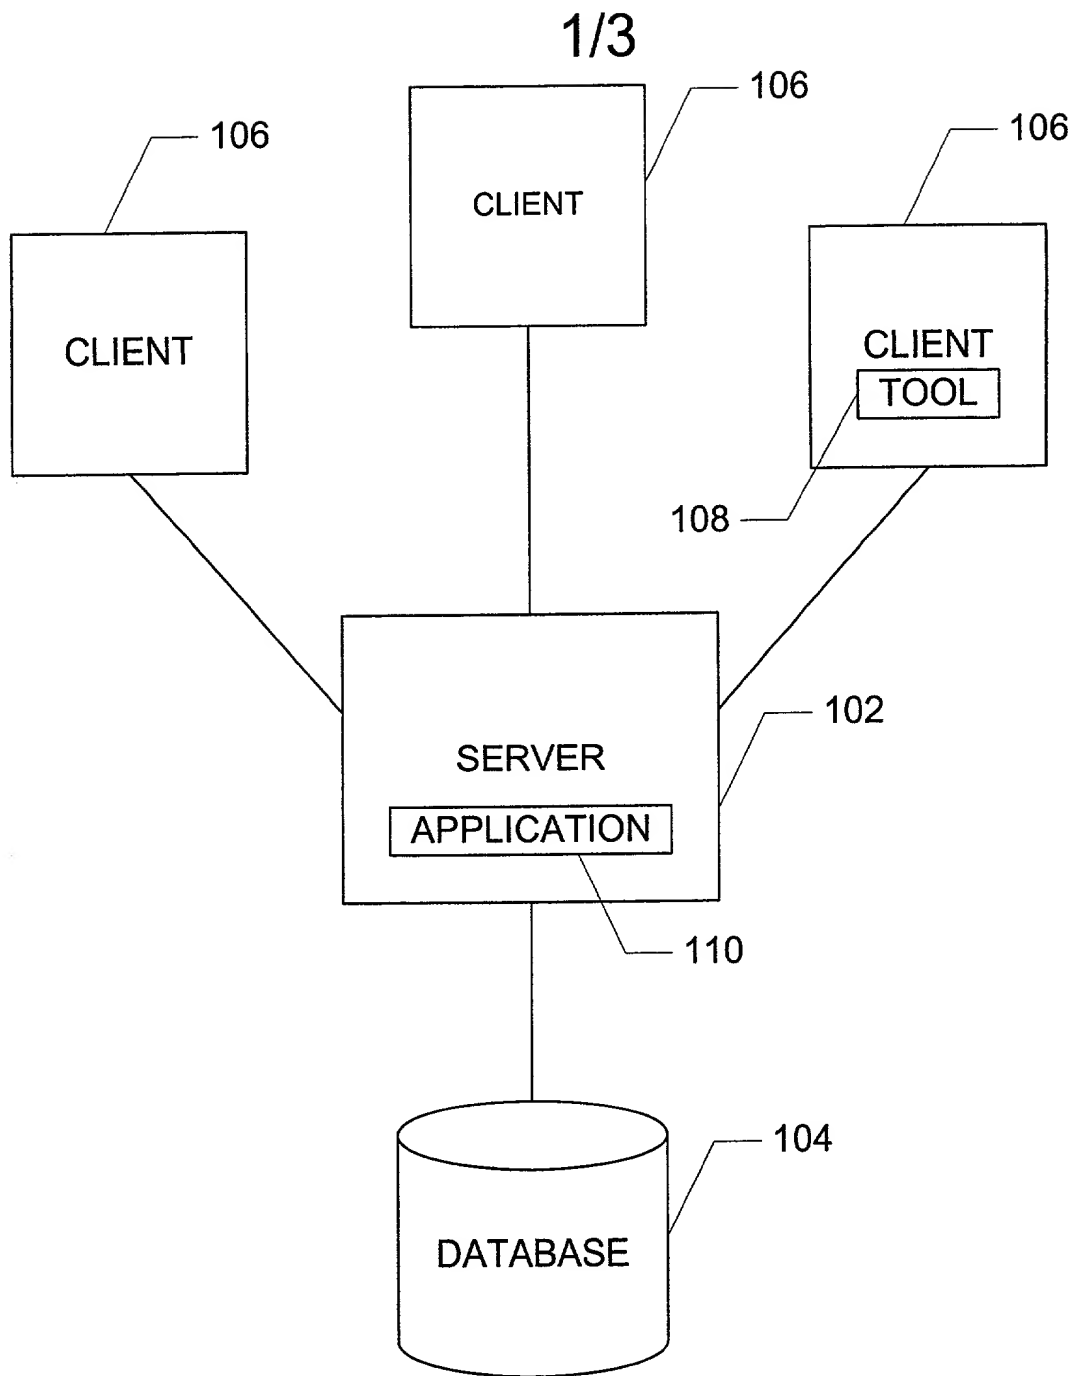 1/3
106
106
106
CLIENT
CLIENT
CLIENT
TOOL
108
102
SERVER
APPLICATION
110
104
DATABASE